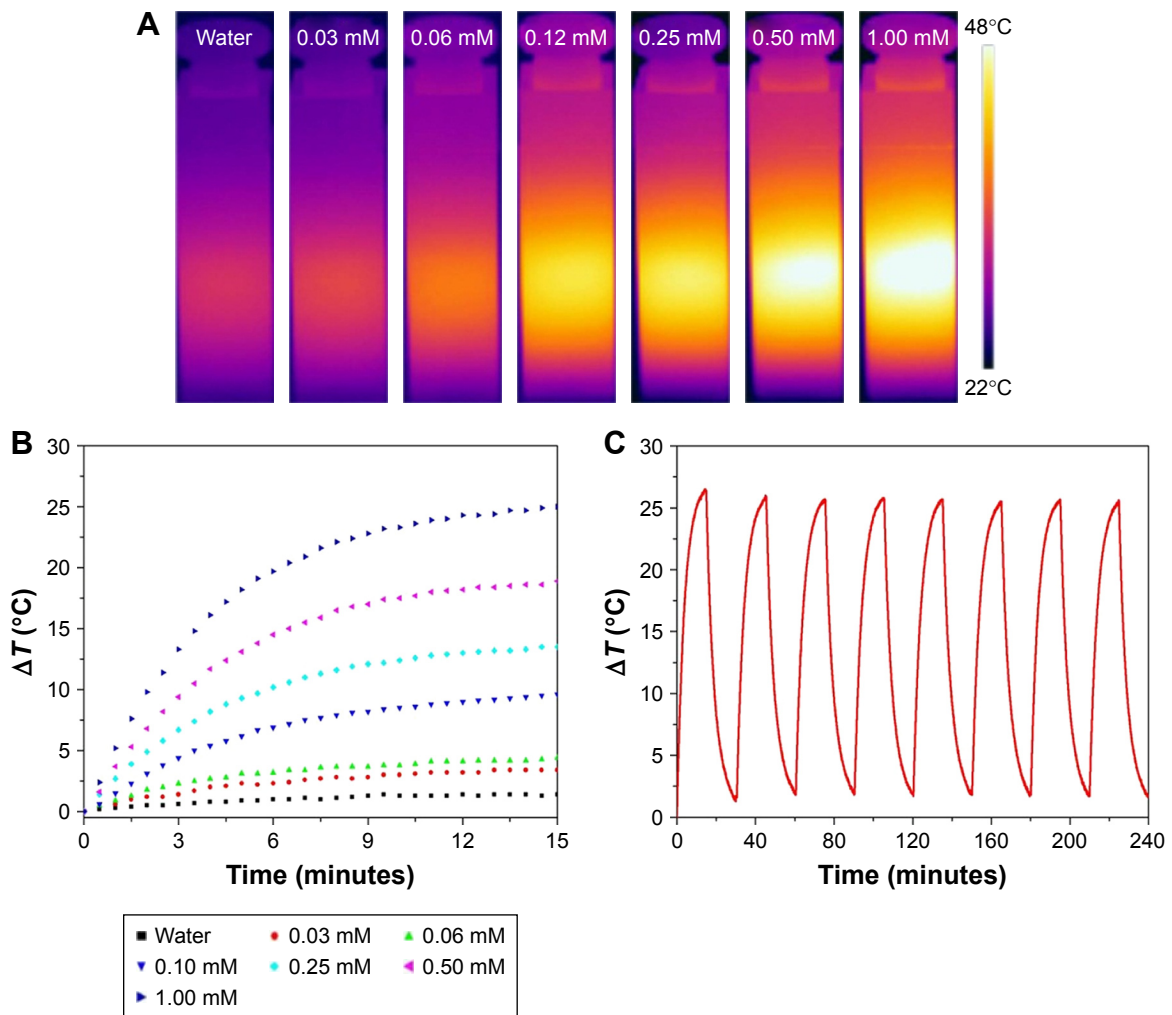 A
Water 0.03 mM 0.06 mM 0.12 mM 0.25 mM 0.50 mM 1.00 mM
48°C
22°C
B
30
25
20
15
10
5
0
ΔT (°C)
0 3 6 9 12 15
Time (minutes)
Water 0.03 mM 0.06 mM
0.10 mM 0.25 mM 0.50 mM
1.00 mM
C
30
25
20
15
10
5
0
ΔT (°C)
0 40 80 120 160 210 240
Time (minutes)